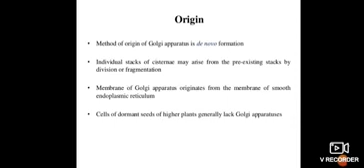 Origin
• Method of origin of Golgi apparatus is de novo formation
• Individual stacks of cisternae may arise from the pre-existing stacks by
division or fragmentation
• Membrane of Golgi apparatus originates from the membrane of smooth
endoplasmic reticulum
• Cells of dormant seeds of higher plants generally lack Golgi apparatuses
V RECORDER